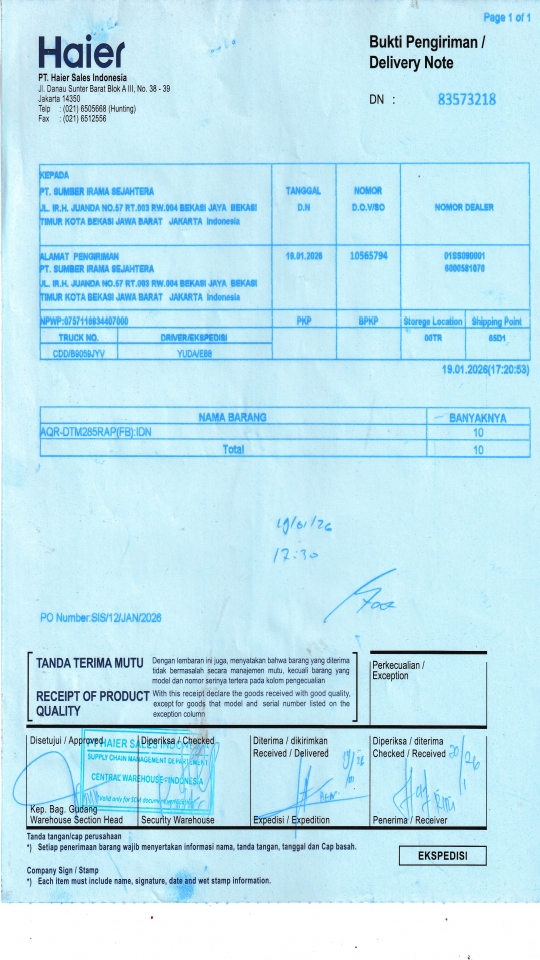 Page 1 of 1
Haier
Bukti Pengiriman /
Delivery Note
PT. Haier Sales Indonesia
Jl. Danau Sunter Barat Blok A III, No. 38 - 39
Jakarta 14350
Telp : (021) 6505668 (Hunting)
Fax : (021) 6512556
DN : 83573218
KEPADA
PT. SUMBER IRAMA SEJAHTERA
JL. IR.H. JUANDA NO.57 RT.003 RW.004 BEKASI JAYA BEKASI
TIMUR KOTA BEKASI JAWA BARAT JAKARTA Indonesia
TANGGAL
D.N
NOMOR
D.O.V/SO
NOMOR DEALER
ALAMAT PENGIRIMAN
PT. SUMBER IRAMA SEJAHTERA
JL. IR.H. JUANDA NO.57 RT.003 RW.004 BEKASI JAYA BEKASI
TIMUR KOTA BEKASI JAWA BARAT JAKARTA Indonesia
19.01.2026
10565794
01SS090001
6000581070
PKP
BPKP
Storege Location
Shipping Point
TRUCK NO.
DRIVER/EKSPEDISI
00TR
65D1
CDD/B9059JYV
YUDA/E88
19.01.2026(17:20:53)
NAMA BARANG
BANYAKNYA
AQR-DTM285RAP(FB):IDN
10
Total
10
19/01/26
17:30
PO Number:SIS/12/JAN/2026
TANDA TERIMA MUTU
Dengan lembaran ini juga, menyatakan bahwa barang yang diterima
tidak bermasalah secara manajemen mutu, kecuali barang yang
model dan nomor serinya tertera pada kolom pengecualian
RECEIPT OF PRODUCT
QUALITY
With this receipt declare the goods received with good quality,
except for goods that model and serial number listed on the
exception column
Perkecualian /
Exception
Disetujui / Approved
Diperiksa / Checked
Diterima / dikirimkan
Received / Delivered
Diperiksa / diterima
Checked / Received
PT HAIER SALES INDONESIA
SUPPLY CHAIN MANAGEMENT DEPARTEMENT
CENTRAL WAREHOUSE - INDONESIA
Valid only for SCM document
Kep. Bag. Gudang
Warehouse Section Head
Security Warehouse
Expedisi / Expedition
Penerima / Receiver
Tanda tangan/cap perusahaan
*) Setiap penerimaan barang wajib menyertakan informasi nama, tanda tangan, tanggal dan Cap basah.
EKSPEDISI
Company Sign / Stamp
*) Each item must include name, signature, date and wet stamp information.